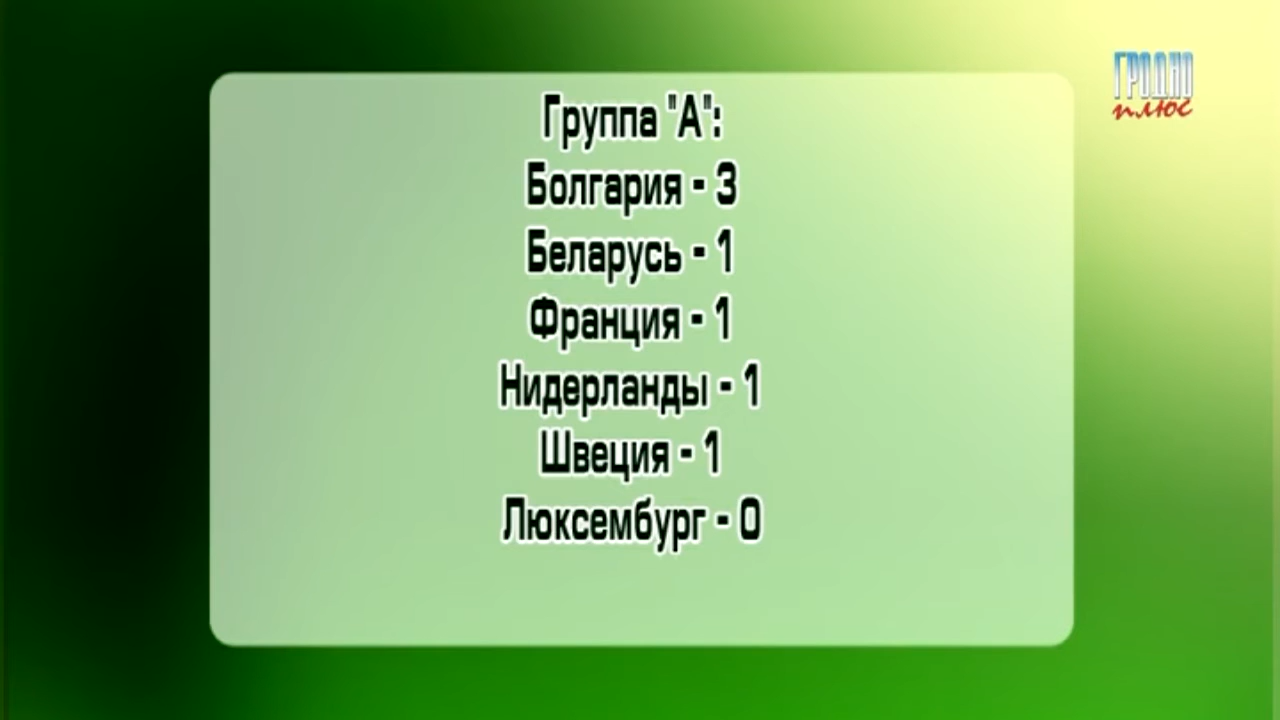 ГРОДНО
плюс
Группа "А":
Болгария - 3
Беларусь - 1
Франция - 1
Нидерланды - 1
Швеция - 1
Люксембург - 0